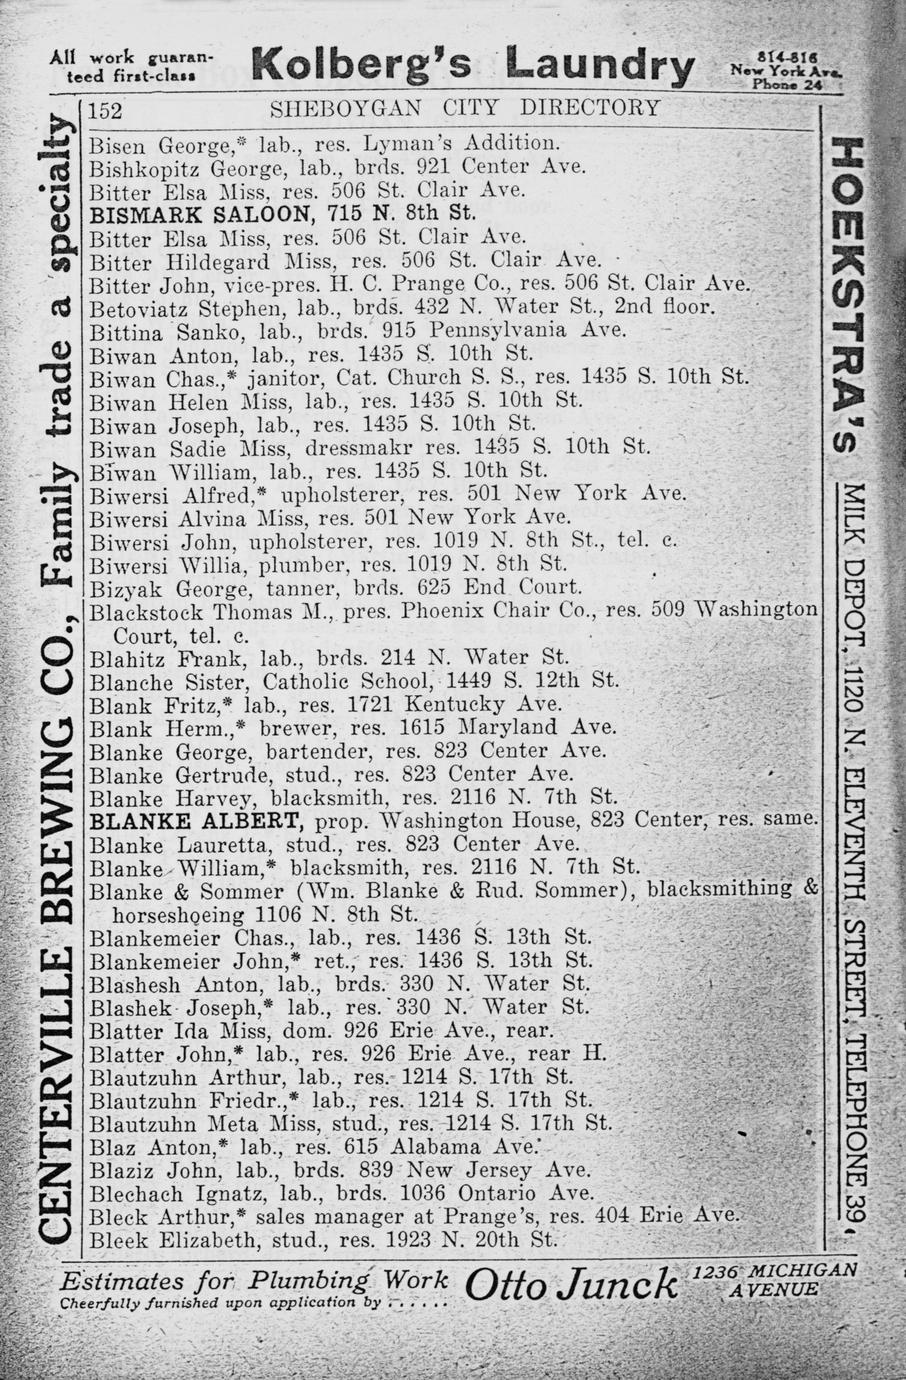 All work guaran-
teed first-class
Kolberg's Laundry
814-816
New York Ave.
Phone 24
152 SHEBOYGAN CITY DIRECTORY
Bisen George,* lab., res. Lyman's Addition.
Bishkopitz George, lab., brds. 921 Center Ave.
Bitter Elsa Miss, res. 506 St. Clair Ave.
BISMARK SALOON, 715 N. 8th St.
Bitter Elsa Miss, res. 506 St. Clair Ave.
Bitter Hildegard Miss, res. 506 St. Clair Ave.
Bitter John, vice-pres. H. C. Prange Co., res. 506 St. Clair Ave.
Betoviatz Stephen, lab., brds. 432 N. Water St., 2nd floor.
Bittina Sanko, lab., brds. 915 Pennsylvania Ave.
Biwan Anton, lab., res. 1435 S. 10th St.
Biwan Chas.,* janitor, Cat. Church S. S., res. 1435 S. 10th St.
Biwan Helen Miss, lab., res. 1435 S. 10th St.
Biwan Joseph, lab., res. 1435 S. 10th St.
Biwan Sadie Miss, dressmakr res. 1435 S. 10th St.
Biwan William, lab., res. 1435 S. 10th St.
Biwersi Alfred,* upholsterer, res. 501 New York Ave.
Biwersi Alvina Miss, res. 501 New York Ave.
Biwersi John, upholsterer, res. 1019 N. 8th St., tel. c.
Biwersi Willia, plumber, res. 1019 N. 8th St.
Bizyak George, tanner, brds. 625 End Court.
Blackstock Thomas M., pres. Phoenix Chair Co., res. 509 Washington
Court, tel. c.
Blahitz Frank, lab., brds. 214 N. Water St.
Blanche Sister, Catholic School, 1449 S. 12th St.
Blank Fritz,* lab., res. 1721 Kentucky Ave.
Blank Herm.,* brewer, res. 1615 Maryland Ave.
Blanke George, bartender, res. 823 Center Ave.
Blanke Gertrude, stud., res. 823 Center Ave.
Blanke Harvey, blacksmith, res. 2116 N. 7th St.
BLANKE ALBERT, prop. Washington House, 823 Center, res. same.
Blanke Lauretta, stud., res. 823 Center Ave.
Blanke William,* blacksmith, res. 2116 N. 7th St.
Blanke & Sommer (Wm. Blanke & Rud. Sommer), blacksmithing &
horseshoeing 1106 N. 8th St.
Blankemeier Chas., lab., res. 1436 S. 13th St.
Blankemeier John,* ret., res. 1436 S. 13th St.
Blashesh Anton, lab., brds. 330 N. Water St.
Blashek Joseph,* lab., res. 330 N. Water St.
Blatter Ida Miss, dom. 926 Erie Ave., rear.
Blatter John,* lab., res. 926 Erie Ave., rear H.
Blautzuhn Arthur, lab., res. 1214 S. 17th St.
Blautzuhn Friedr.,* lab., res. 1214 S. 17th St.
Blautzuhn Meta Miss, stud., res. 1214 S. 17th St.
Blaz Anton,* lab., res. 615 Alabama Ave.
Blaziz John, lab., brds. 839 New Jersey Ave.
Blechach Ignatz, lab., brds. 1036 Ontario Ave.
Bleck Arthur,* sales manager at Prange's, res. 404 Erie Ave.
Bleek Elizabeth, stud., res. 1923 N. 20th St.
CENTERVILLE BREWING CO., Family trade a specialty
HOEKSTRA's MILK DEPOT, 1120 N. ELEVENTH STREET, TELEPHONE 39.
Estimates for Plumbing Work
Cheerfully furnished upon application by . . . . . .
Otto Junck
1236 MICHIGAN
AVENUE